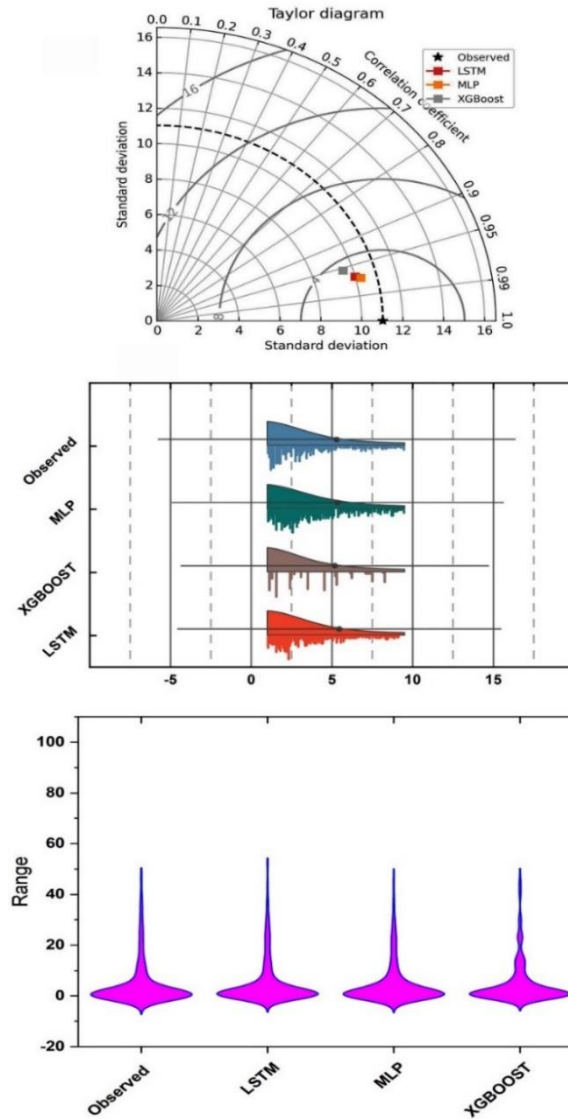 Taylor diagram
0.0 0.1 0.2 0.3 0.4 0.5 0.6 0.7 0.8 0.9 0.95 0.99 1.0
Correlation coefficient
Observed
LSTM
MLP
XGBoost
Standard deviation
16
14
12
10
8
6
4
2
0
16
12
8
4
0 2 4 6 8 10 12 14 16
Standard deviation
Observed
MLP
XGBOOST
LSTM
-5 0 5 10 15
Range
100
80
60
40
20
0
-20
Observed LSTM MLP XGBOOST